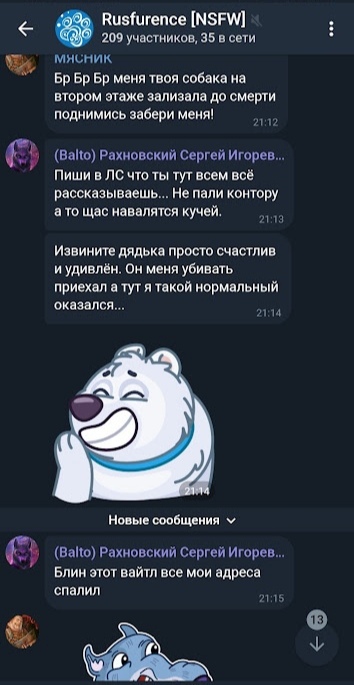 Rusfurence [NSFW]
209 участников, 35 в сети
МЯСНИК
Бр Бр Бр меня твоя собака на
втором этаже зализала до смерти
поднимись забери меня!
21:12
(Balto) Рахновский Сергей Игорев...
Пиши в ЛС что ты тут всем всё
рассказываешь... Не пали контору
а то щас навалятся кучей.
21:13
Извините дядька просто счастлив
и удивлён. Он меня убивать
приехал а тут я такой нормальный
оказался...
21:14
21:14
Новые сообщения
(Balto) Рахновский Сергей Игорев...
Блин этот вайтл все мои адреса
спалил
21:15
13